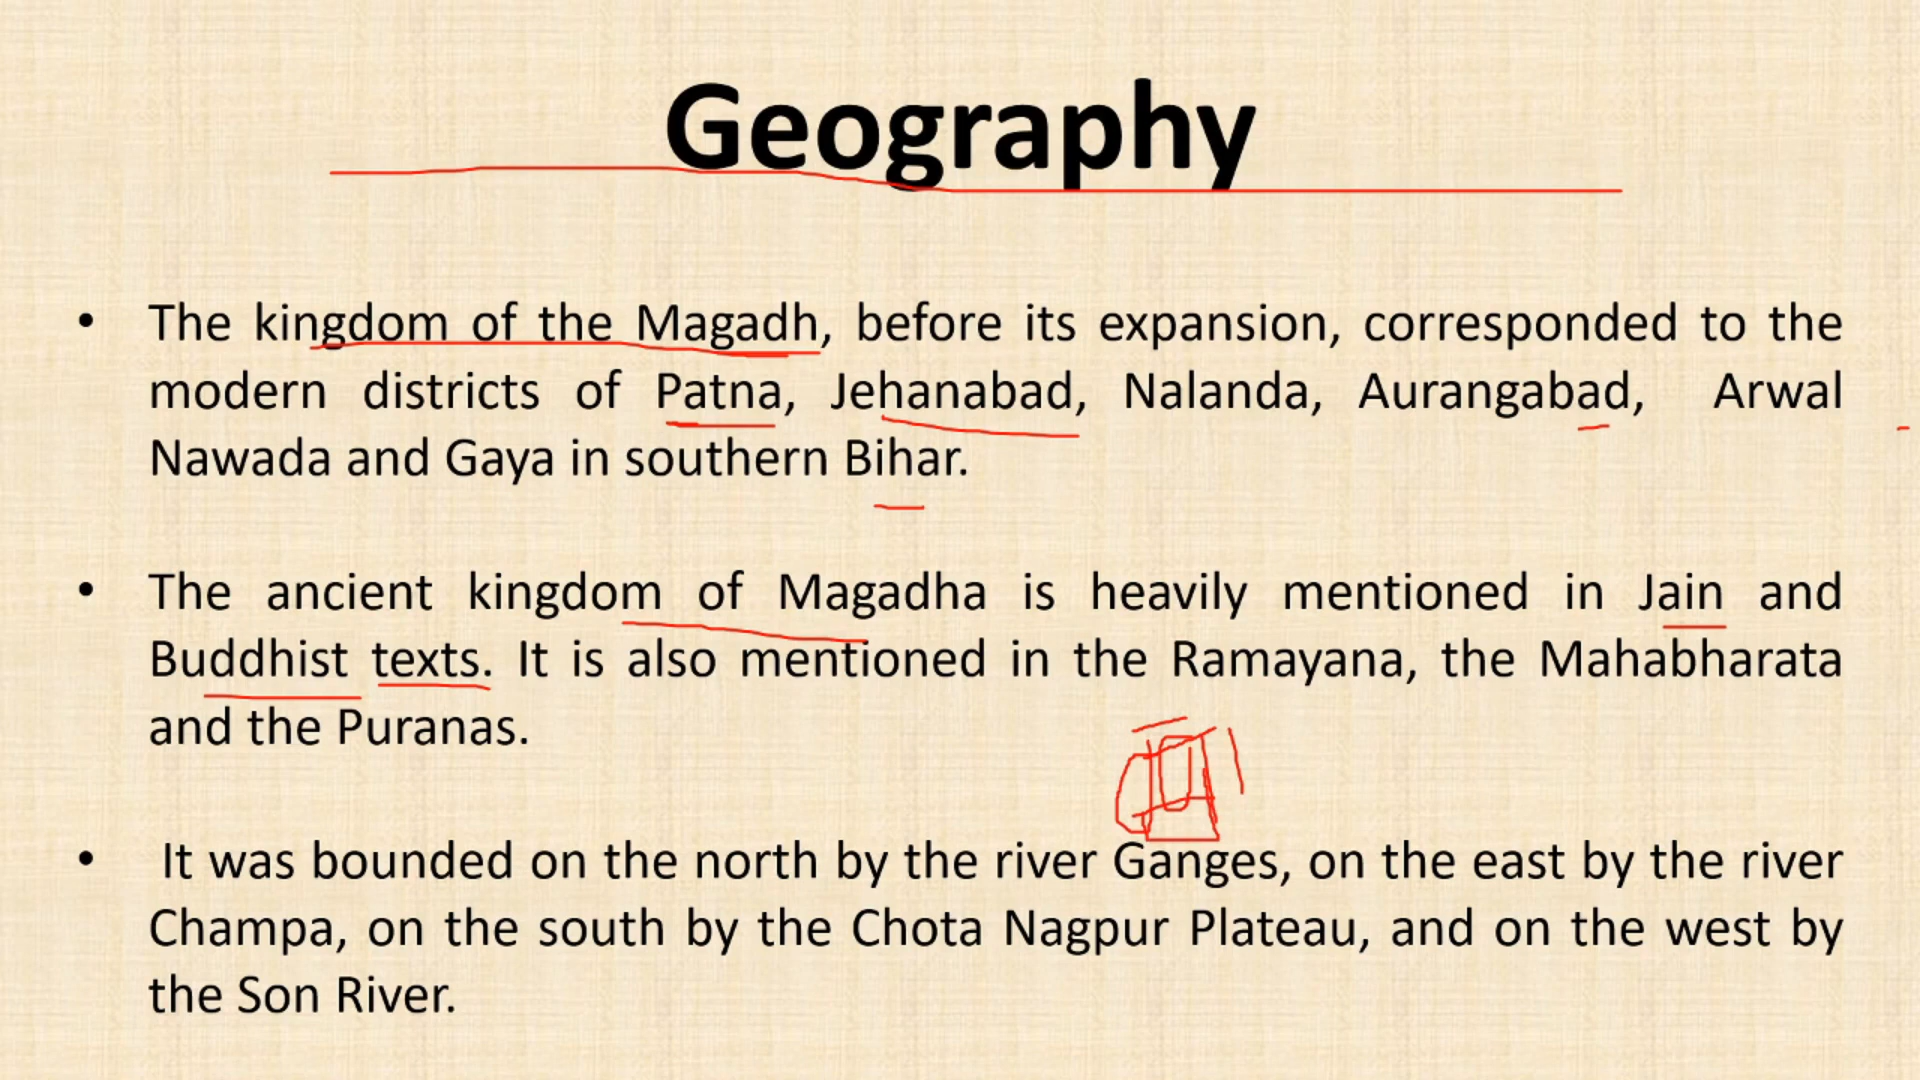 Geography
• The kingdom of the Magadh, before its expansion, corresponded to the
modern districts of Patna, Jehanabad, Nalanda, Aurangabad, Arwal
Nawada and Gaya in southern Bihar.
• The ancient kingdom of Magadha is heavily mentioned in Jain and
Buddhist texts. It is also mentioned in the Ramayana, the Mahabharata
and the Puranas.
• It was bounded on the north by the river Ganges, on the east by the river
Champa, on the south by the Chota Nagpur Plateau, and on the west by
the Son River.